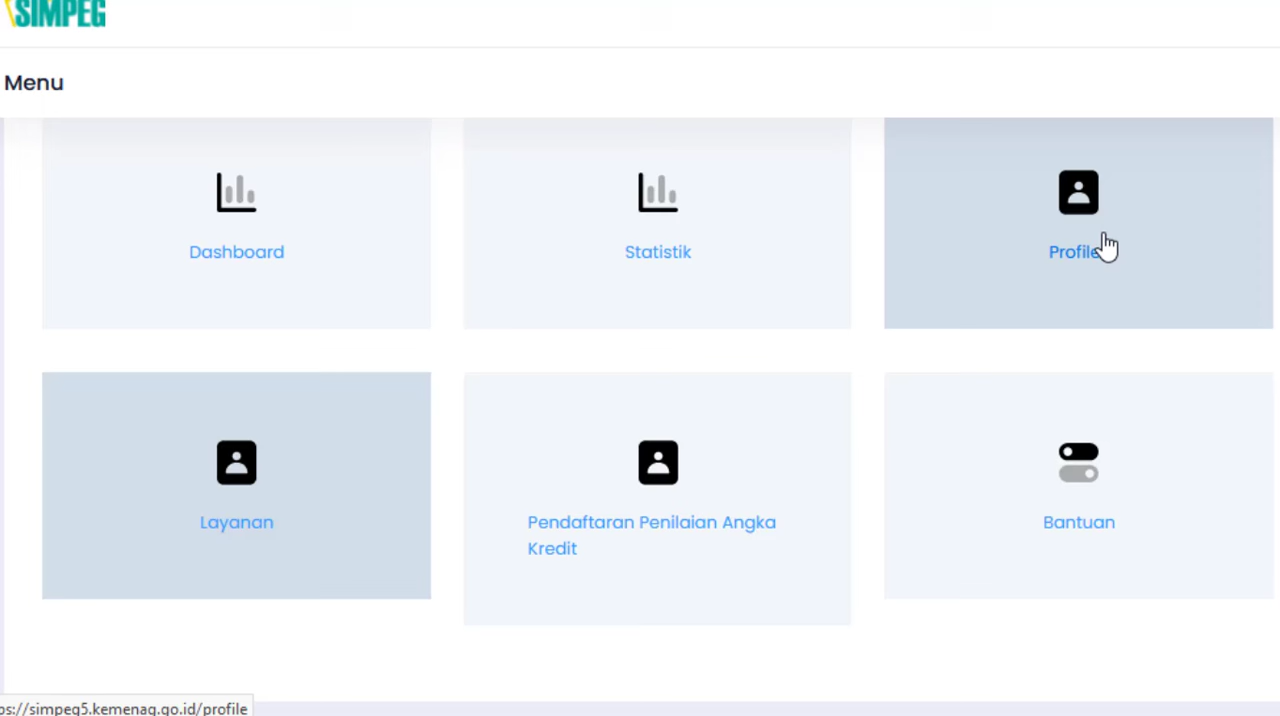 SIMPEG
Menu
Dashboard
Statistik
Profile
Layanan
Pendaftaran Penilaian Angka
Kredit
Bantuan
ps://simpeg5.kemenag.go.id/profile